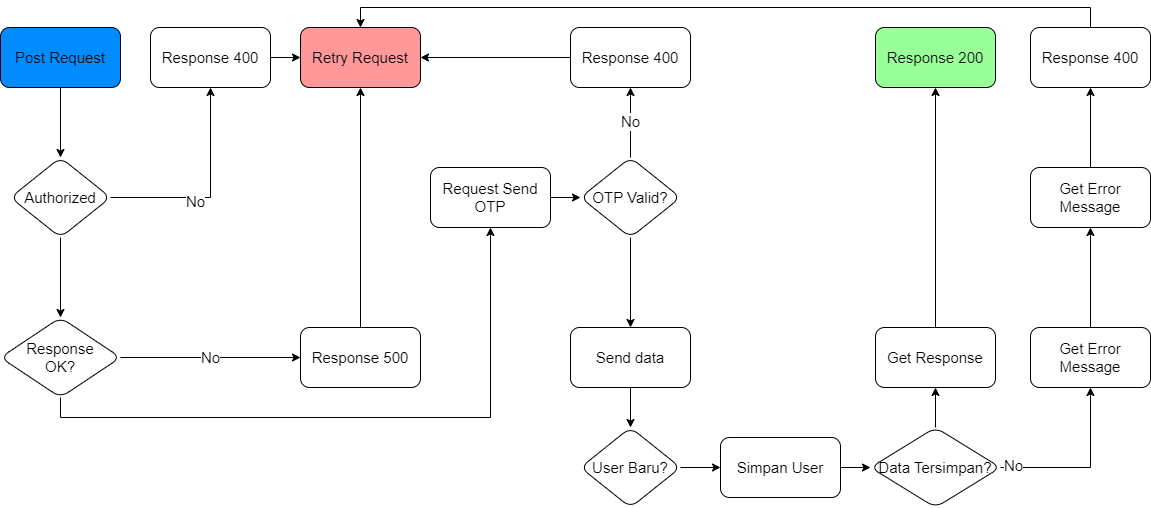 Post Request
Response 400
Retry Request
Response 400
Response 200
Response 400
No
Authorized
No
Request Send
OTP
OTP Valid?
Get Error
Message
Response
OK?
No
Response 500
Send data
Get Response
Get Error
Message
User Baru?
Simpan User
Data Tersimpan?
No